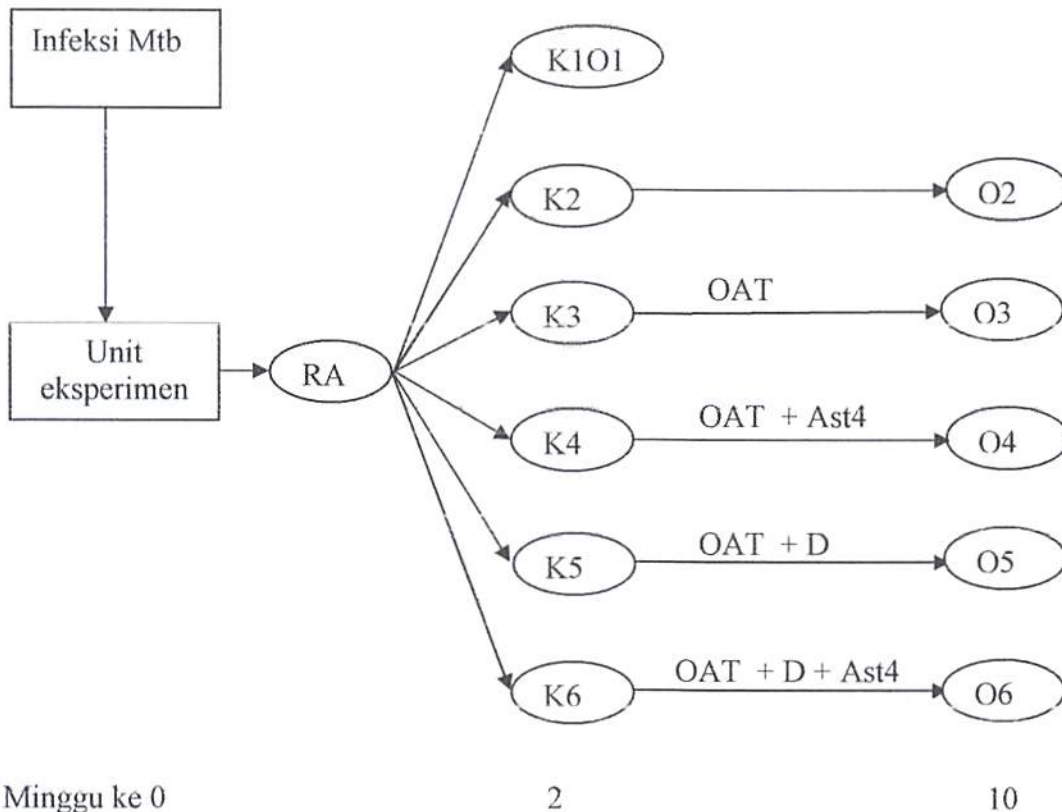 Infeksi Mtb
K1O1
K2
O2
OAT
K3
O3
Unit
eksperimen
RA
OAT + Ast4
K4
O4
OAT + D
K5
O5
OAT + D + Ast4
K6
O6
Minggu ke 0
2
10